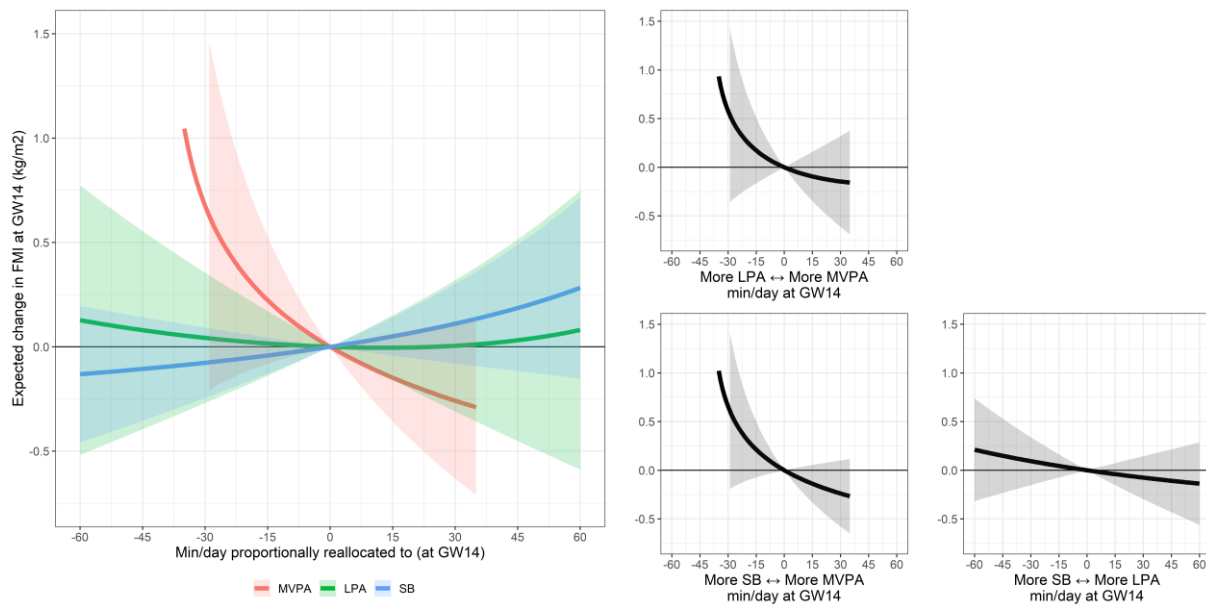 Expected change in FMI at GW14 (kg/m2)
1.5
1.0
0.5
0.0
-0.5
-60 -45 -30 -15 0 15 30 45 60
Min/day proportionally reallocated to (at GW14)
MVPA LPA SB
1.5
1.0
0.5
0.0
-0.5
-60 -45 -30 -15 0 15 30 45 60
More LPA ↔ More MVPA
min/day at GW14
1.5
1.0
0.5
0.0
-0.5
-60 -45 -30 -15 0 15 30 45 60
More SB ↔ More MVPA
min/day at GW14
1.5
1.0
0.5
0.0
-0.5
-60 -45 -30 -15 0 15 30 45 60
More SB ↔ More LPA
min/day at GW14